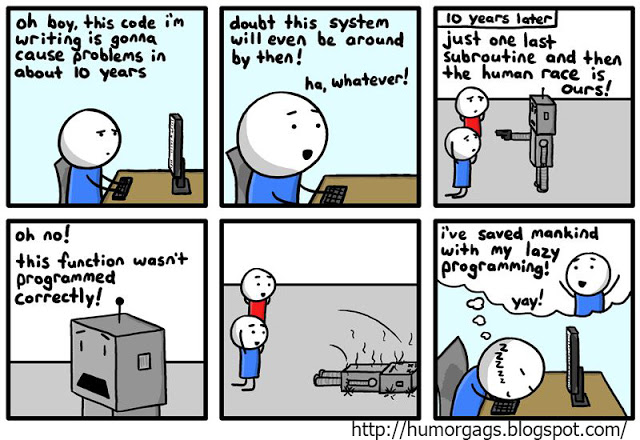 oh boy, this code i'm
writing is gonna
cause problems in
about 10 years
doubt this system
will even be around
by then!
ha, whatever!
10 years later
just one last
subroutine and then
the human race is
ours!
oh no!
this function wasn't
programmed
correctly!
i've saved mankind
with my lazy
programming!
yay!
z
z
z
z
z
http://humorgags.blogspot.com/